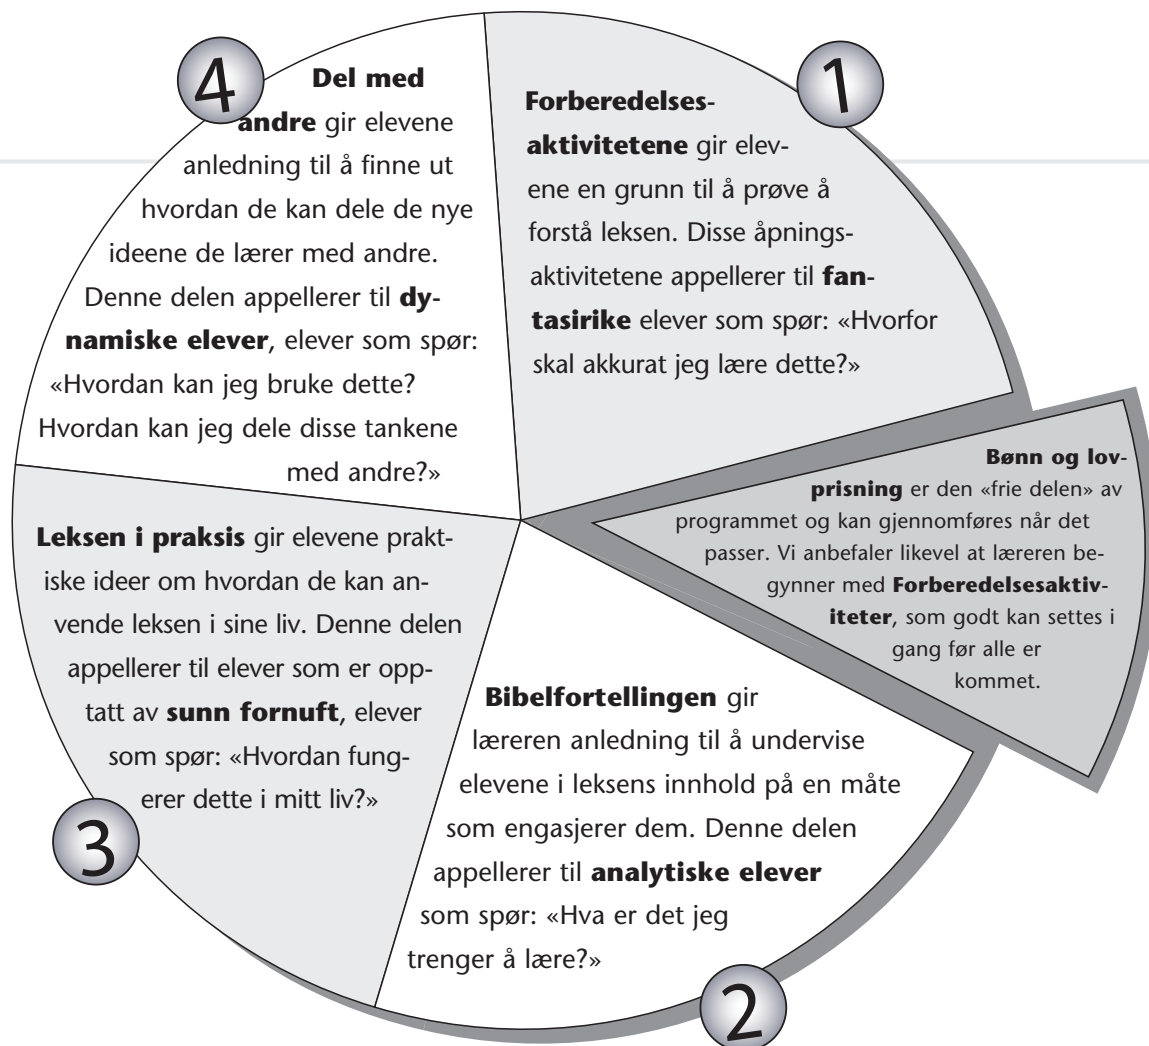 1
Forberedelses-
aktivitetene gir elev-
ene en grunn til å prøve å
forstå leksen. Disse åpnings-
aktivitetene appellerer til fan-
tasirike elever som spør: «Hvorfor
skal akkurat jeg lære dette?»
Bønn og lov-
prisning er den «frie delen» av
programmet og kan gjennomføres når det
passer. Vi anbefaler likevel at læreren be-
gynner med Forberedelsesaktiv-
iteter, som godt kan settes i
gang før alle er
kommet.
2
Bibelfortellingen gir
læreren anledning til å undervise
elevene i leksens innhold på en måte
som engasjerer dem. Denne delen
appellerer til analytiske elever
som spør: «Hva er det jeg
trenger å lære?»
3
Leksen i praksis gir elevene prakt-
iske ideer om hvordan de kan an-
vende leksen i sine liv. Denne delen
appellerer til elever som er opp-
tatt av sunn fornuft, elever
som spør: «Hvordan fung-
erer dette i mitt liv?»
4
Del med
andre gir elevene
anledning til å finne ut
hvordan de kan dele de nye
ideene de lærer med andre.
Denne delen appellerer til dy-
namiske elever, elever som spør:
«Hvordan kan jeg bruke dette?
Hvordan kan jeg dele disse tankene
med andre?»